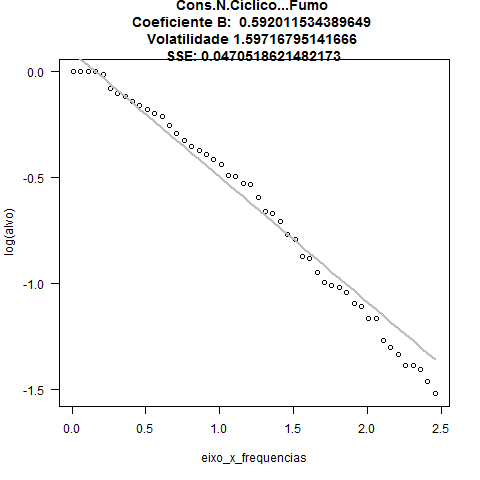 Cons.N.Ciclico...Fumo
Coeficiente B:  0.592011534389649
Volatilidade 1.59716795141666
SSE: 0.0470518621482173
0.0
-0.5
-1.0
-1.5
log(alvo)
0.0 0.5 1.0 1.5 2.0 2.5
eixo_x_frequencias